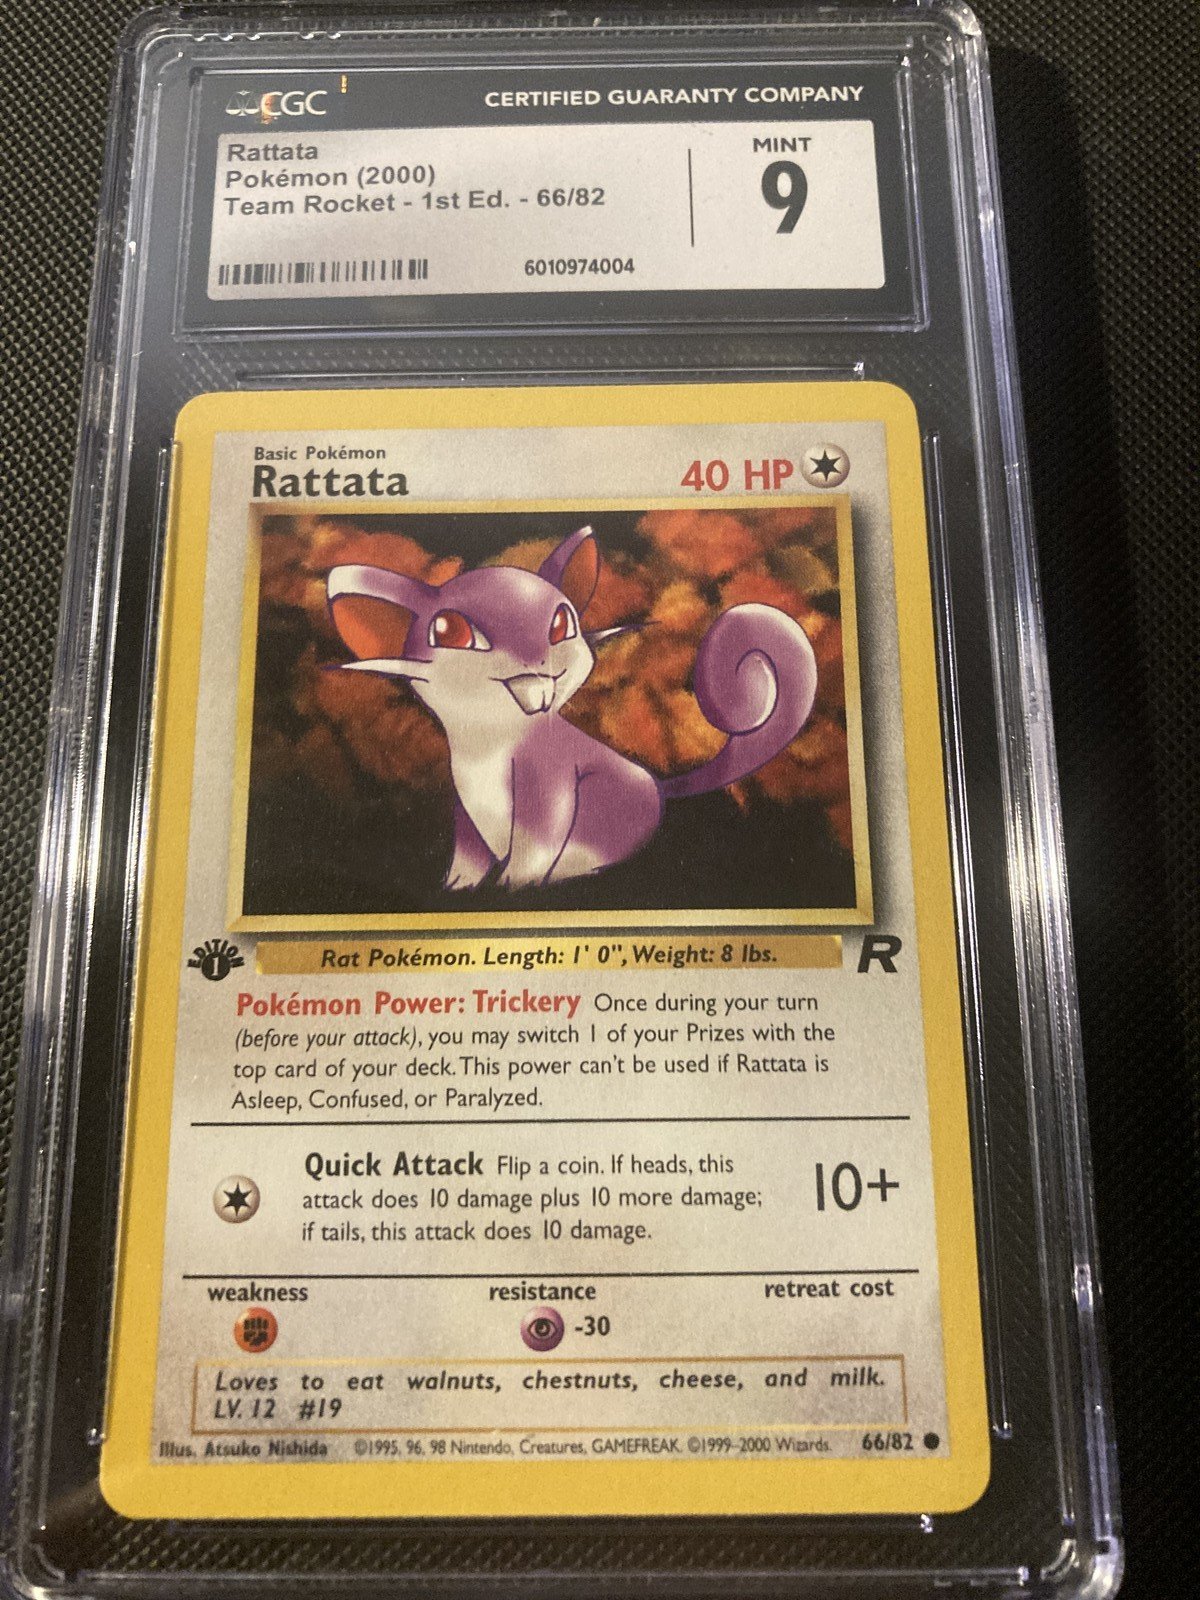 CGC
CERTIFIED GUARANTY COMPANY
Rattata
Pokémon (2000)
Team Rocket - 1st Ed. - 66/82
MINT
9
6010974004
Basic Pokémon
Rattata
40 HP
EDITION
1
Rat Pokémon. Length: 1' 0", Weight: 8 lbs.
R
Pokémon Power: Trickery Once during your turn
(before your attack), you may switch 1 of your Prizes with the
top card of your deck. This power can't be used if Rattata is
Asleep, Confused, or Paralyzed.
Quick Attack Flip a coin. If heads, this
attack does 10 damage plus 10 more damage;
if tails, this attack does 10 damage.
10+
weakness
resistance
retreat cost
-30
Loves to eat walnuts, chestnuts, cheese, and milk.
LV. 12 #19
Illus. Atsuko Nishida ©1995, 96, 98 Nintendo, Creatures, GAMEFREAK. ©1999-2000 Wizards. 66/82